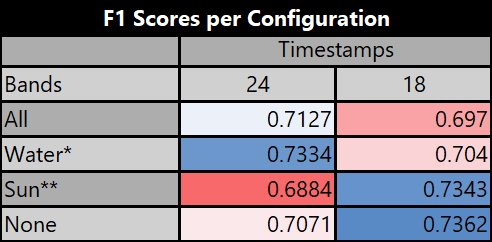 F1 Scores per Configuration
Timestamps
Bands 24 18
All 0.7127 0.697
Water* 0.7334 0.704
Sun** 0.6884 0.7343
None 0.7071 0.7362